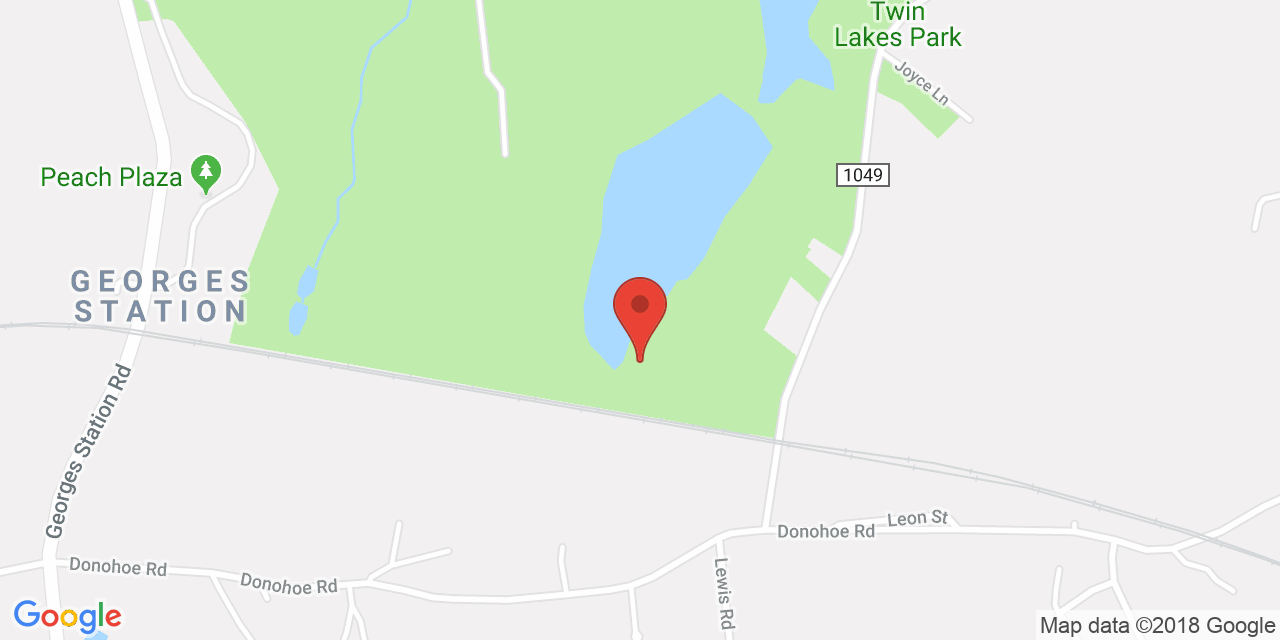 Twin
Lakes Park
Joyce Ln
1049
Peach Plaza
GEORGES
STATION
Georges Station Rd
Donohoe Rd
Leon St
Donohoe Rd
Donohoe Rd
Lewis Rd
Google
Map data ©2018 Google